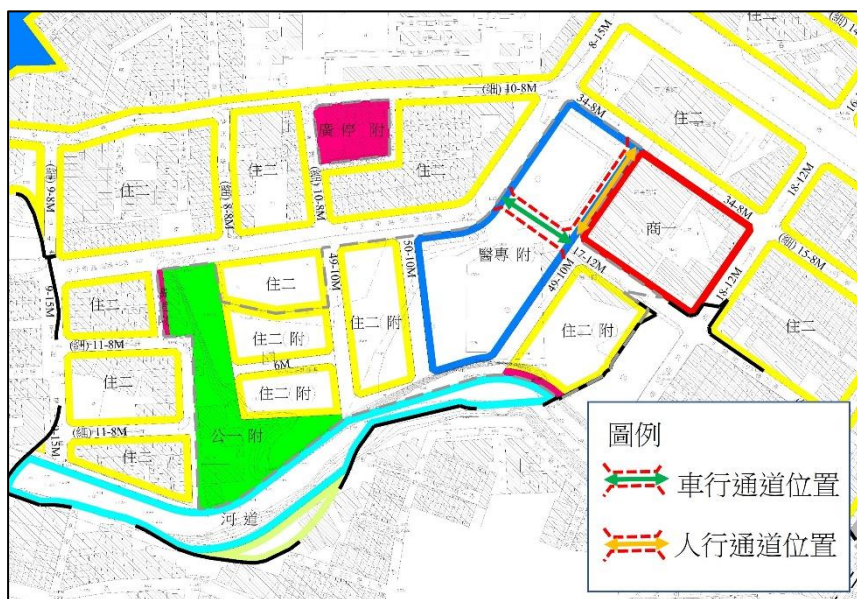 8-15M
(細) 14
16
(細) 10-8M
34-8M
住二
廣 停 附
住二
18-12M
(細) 9-8M
住二
(細) 8-8M
住二
(細) 10-8M
商一
34-8M
50-10M
醫專 附
17-12M
(細) 15-8M
9-15M
住二
49-10M
49-10M
18-12M
住二
住二 附
住二 附
住二 附
住二
(細) 11-8M
6M
住二
住二 附
圖例
(細) 11-8M
公一 附
車行通道位置
9-15M
住二
人行通道位置
河 道